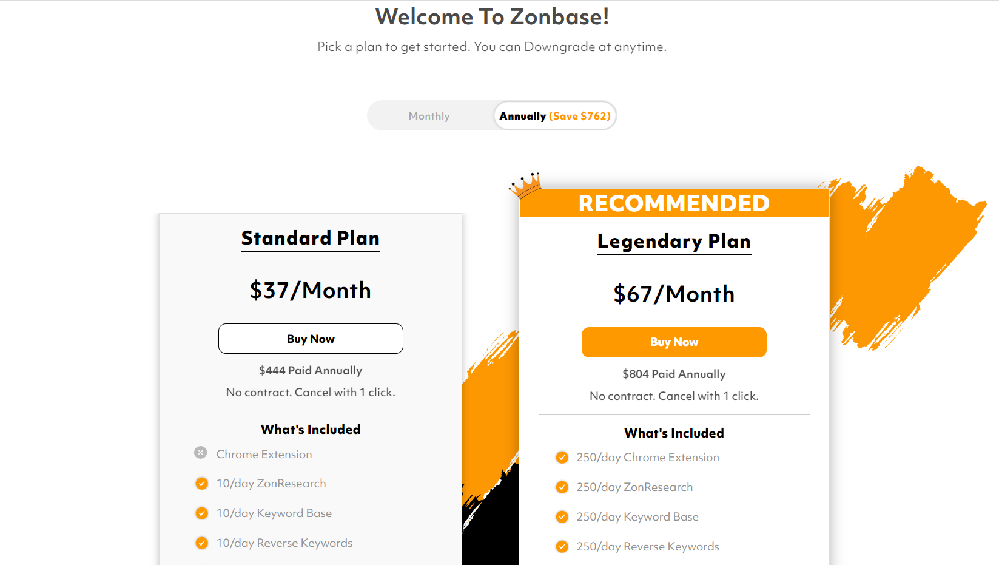 Welcome To Zonbase!
Pick a plan to get started. You can Downgrade at anytime.
Monthly
Annually (Save $762)
Standard Plan
$37/Month
Buy Now
$444 Paid Annually
No contract. Cancel with 1 click.
What's Included
Chrome Extension
10/day ZonResearch
10/day Keyword Base
10/day Reverse Keywords
RECOMMENDED
Legendary Plan
$67/Month
Buy Now
$804 Paid Annually
No contract. Cancel with 1 click.
What's Included
250/day Chrome Extension
250/day ZonResearch
250/day Keyword Base
250/day Reverse Keywords